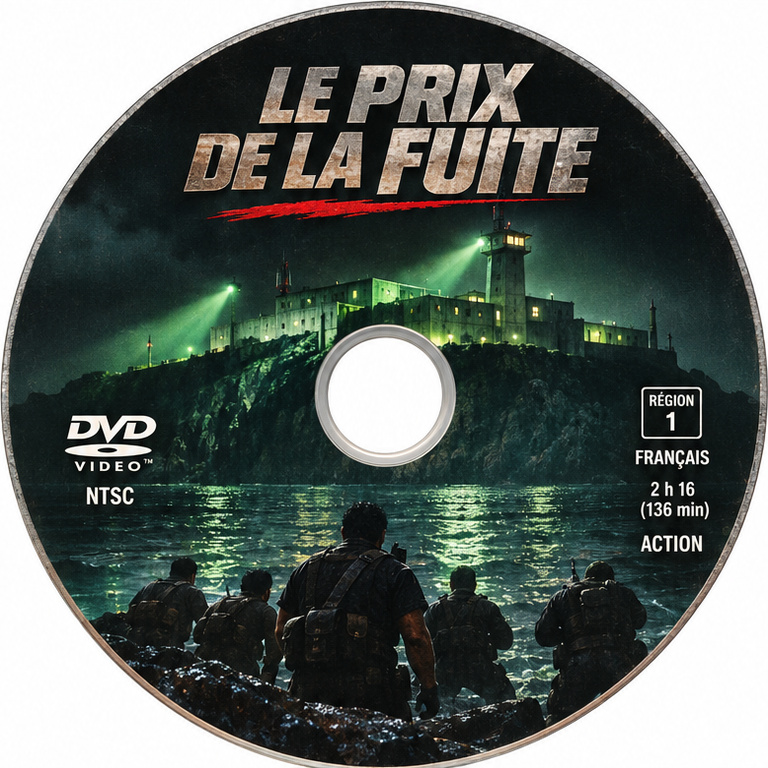 LE PRIX
DE LA FUITE
DVD
VIDEO™
NTSC
RÉGION
1
FRANÇAIS
2 h 16
(136 min)
ACTION